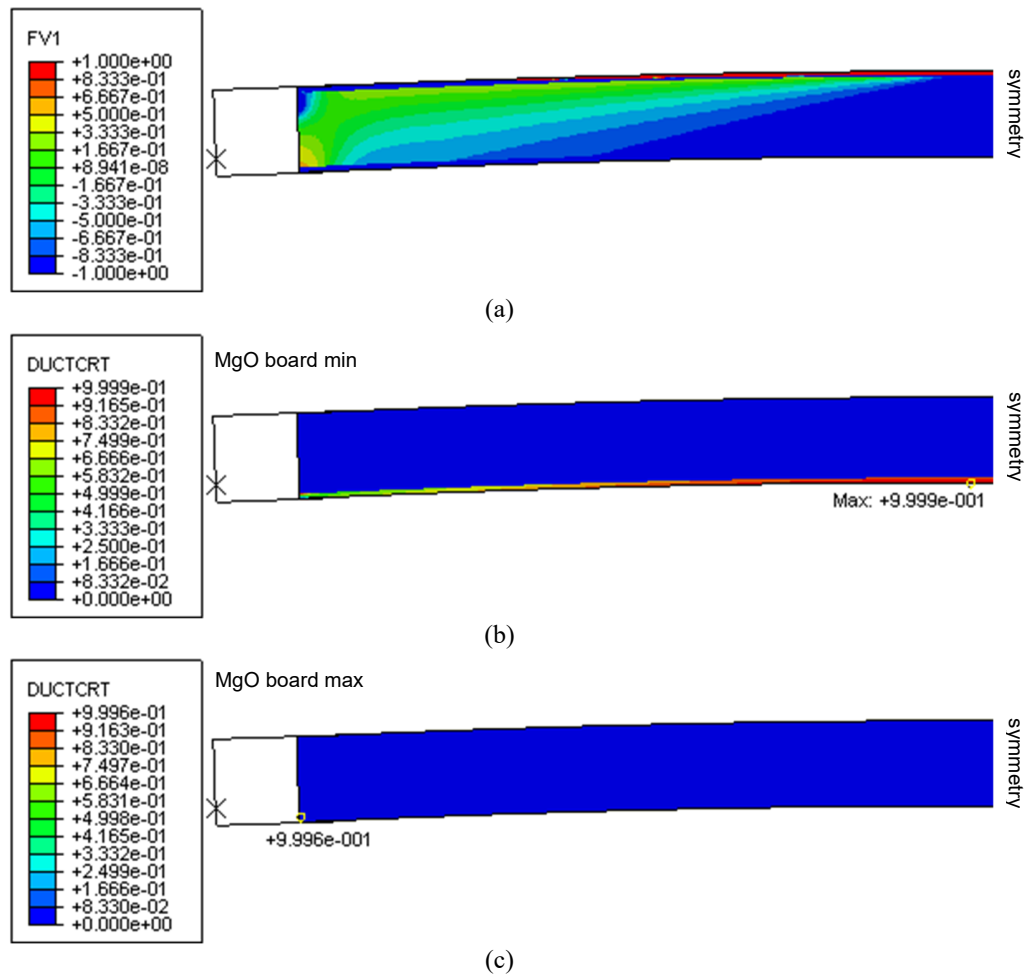 FV1
+1.000e+00
+8.333e-01
+6.667e-01
+5.000e-01
+3.333e-01
+1.667e-01
+8.941e-08
-1.667e-01
-3.333e-01
-5.000e-01
-6.667e-01
-8.333e-01
-1.000e+00
symmetry
(a)
DUCTCRT
+9.999e-01
+9.165e-01
+8.332e-01
+7.499e-01
+6.666e-01
+5.832e-01
+4.999e-01
+4.166e-01
+3.333e-01
+2.500e-01
+1.666e-01
+8.332e-02
+0.000e+00
MgO board min
symmetry
Max: +9.999e-001
(b)
DUCTCRT
+9.996e-01
+9.163e-01
+8.330e-01
+7.497e-01
+6.664e-01
+5.831e-01
+4.998e-01
+4.165e-01
+3.332e-01
+2.499e-01
+1.666e-01
+8.330e-02
+0.000e+00
MgO board max
symmetry
+9.996e-001
(c)